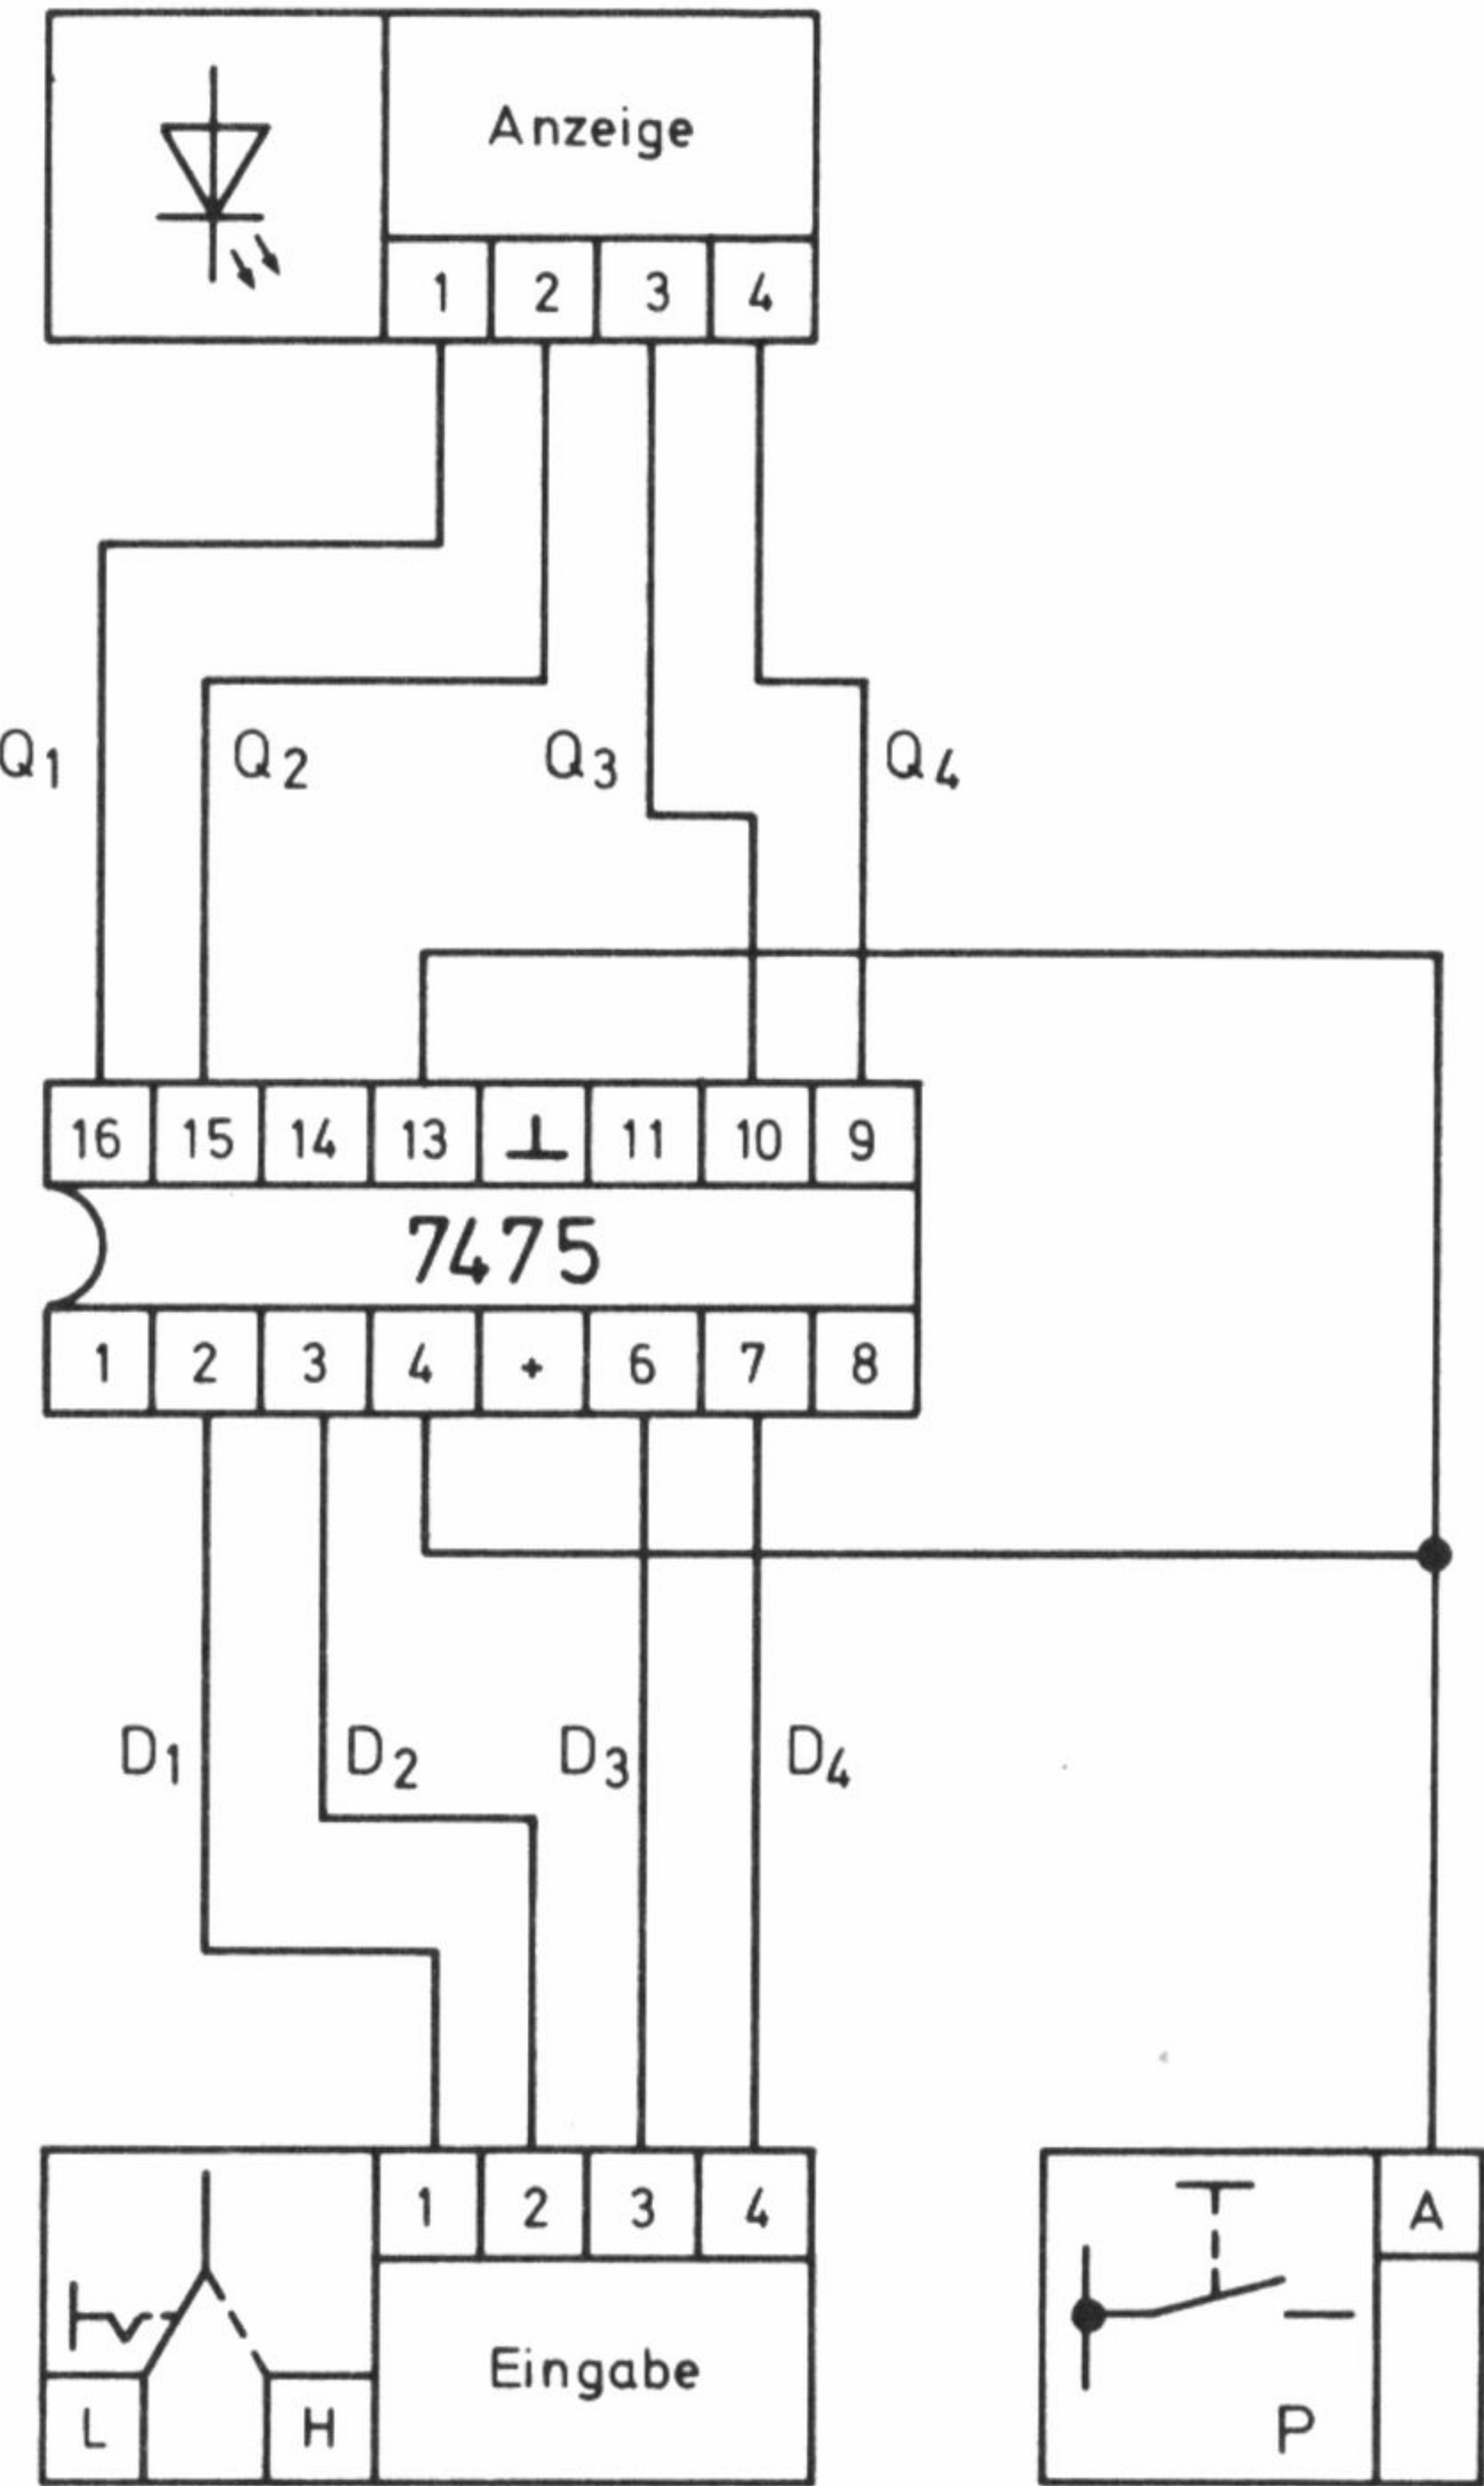 Anzeige
1 2 3 4
Q1 Q2 Q3 Q4
16 15 14 13 ⊥ 11 10 9
7475
1 2 3 4 + 6 7 8
D1 D2 D3 D4
1 2 3 4 A
Eingabe
L H P